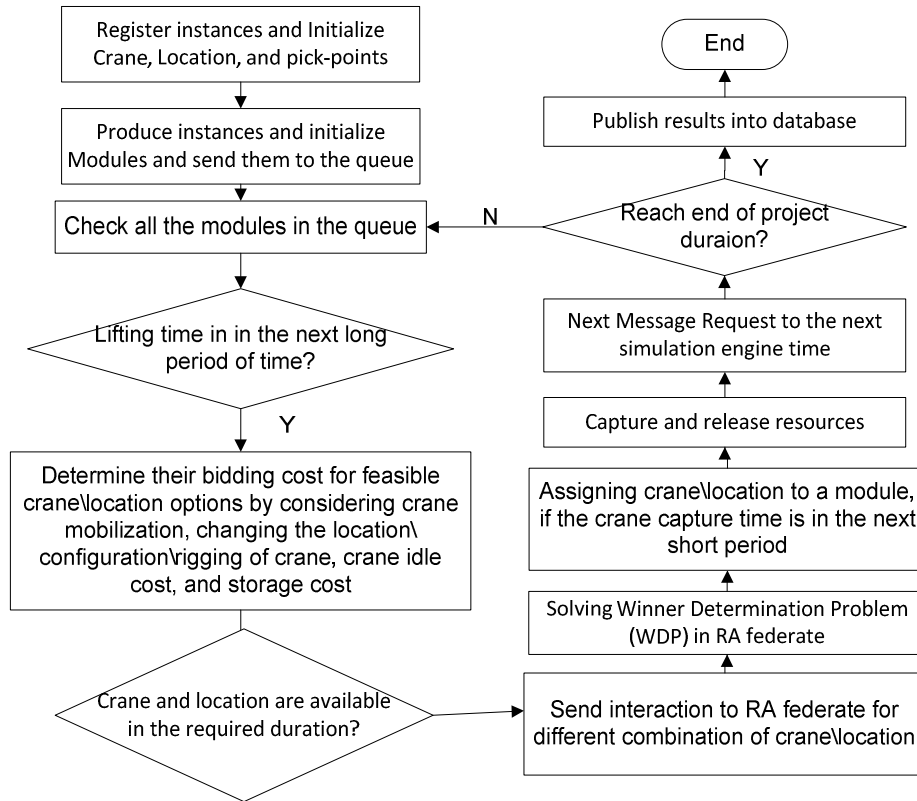 Register instances and Initialize
Crane, Location, and pick-points
Produce instances and initialize
Modules and send them to the queue
Check all the modules in the queue
Lifting time in in the next long
period of time?
Y
Determine their bidding cost for feasible
crane\location options by considering crane
mobilization, changing the location\
configuration\rigging of crane, crane idle
cost, and storage cost
Crane and location are available
in the required duration?
Send interaction to RA federate for
different combination of crane\location
Solving Winner Determination Problem
(WDP) in RA federate
Assigning crane\location to a module,
if the crane capture time is in the next
short period
Capture and release resources
Next Message Request to the next
simulation engine time
Reach end of project
duraion?
N
Y
Publish results into database
End